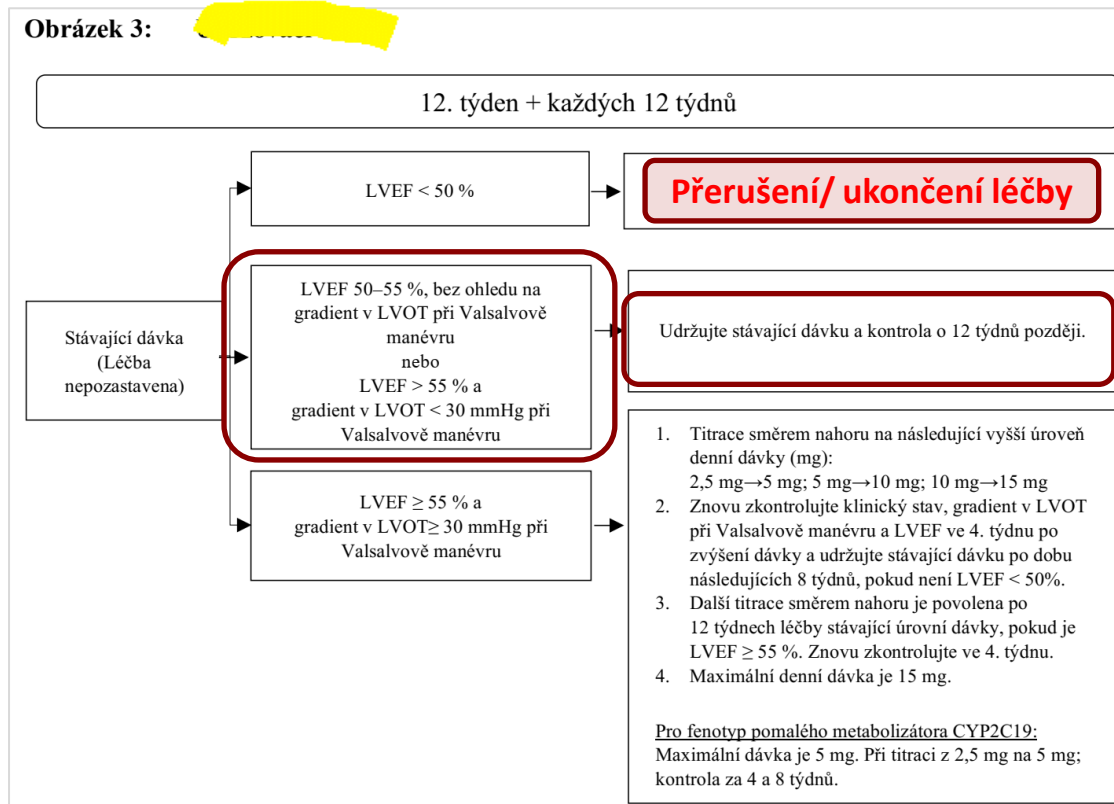 Obrázek 3:
12. týden + každých 12 týdnů
LVEF < 50 %
Přerušení/ ukončení léčby
Stávající dávka
(Léčba
nepozastavena)
LVEF 50–55 %, bez ohledu na
gradient v LVOT při Valsalvově
manévru
nebo
LVEF > 55 % a
gradient v LVOT < 30 mmHg při
Valsalvově manévru
Udržujte stávající dávku a kontrola o 12 týdnů později.
LVEF ≥ 55 % a
gradient v LVOT≥ 30 mmHg při
Valsalvově manévru
1. Titrace směrem nahoru na následující vyšší úroveň
denní dávky (mg):
2,5 mg→5 mg; 5 mg→10 mg; 10 mg→15 mg
2. Znovu zkontrolujte klinický stav, gradient v LVOT
při Valsalvově manévru a LVEF ve 4. týdnu po
zvýšení dávky a udržujte stávající dávku po dobu
následujících 8 týdnů, pokud není LVEF < 50%.
3. Další titrace směrem nahoru je povolena po
12 týdnech léčby stávající úrovní dávky, pokud je
LVEF ≥ 55 %. Znovu zkontrolujte ve 4. týdnu.
4. Maximální denní dávka je 15 mg.
Pro fenotyp pomalého metabolizátora CYP2C19:
Maximální dávka je 5 mg. Při titraci z 2,5 mg na 5 mg;
kontrola za 4 a 8 týdnů.